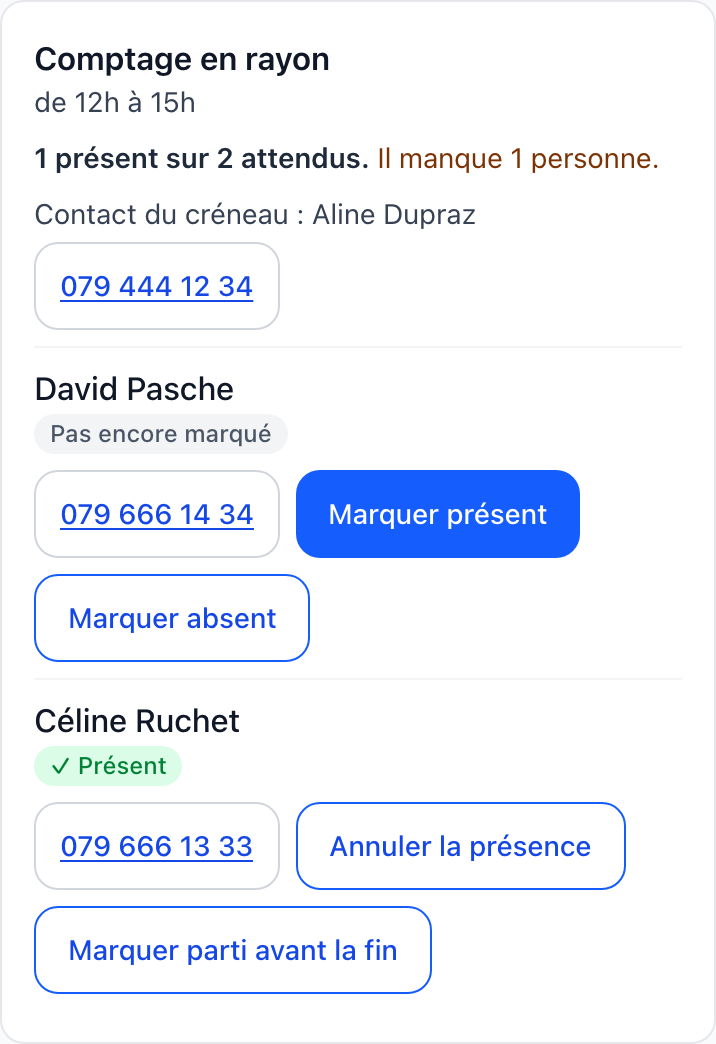 Comptage en rayon
de 12h à 15h
1 présent sur 2 attendus. Il manque 1 personne.
Contact du créneau : Aline Dupraz
079 444 12 34
David Pasche
Pas encore marqué
079 666 14 34
Marquer présent
Marquer absent
Céline Ruchet
✓ Présent
079 666 13 33
Annuler la présence
Marquer parti avant la fin